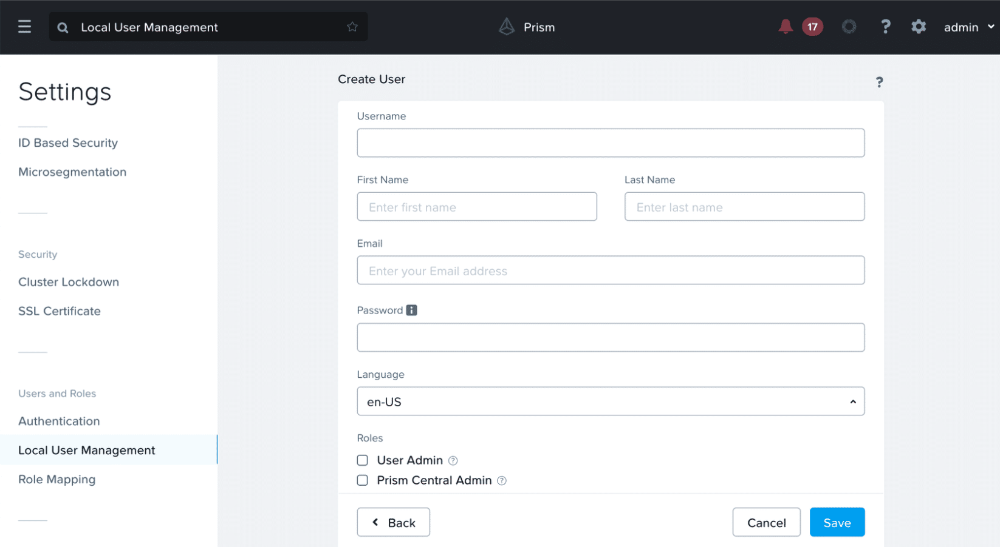 Local User Management
Prism
17
?
admin
Settings
ID Based Security
Microsegmentation
Security
Cluster Lockdown
SSL Certificate
Users and Roles
Authentication
Local User Management
Role Mapping
Create User
?
Username
First Name
Last Name
Enter first name
Enter last name
Email
Enter your Email address
Password i
Language
en-US
Roles
User Admin ?
Prism Central Admin ?
Back
Cancel
Save